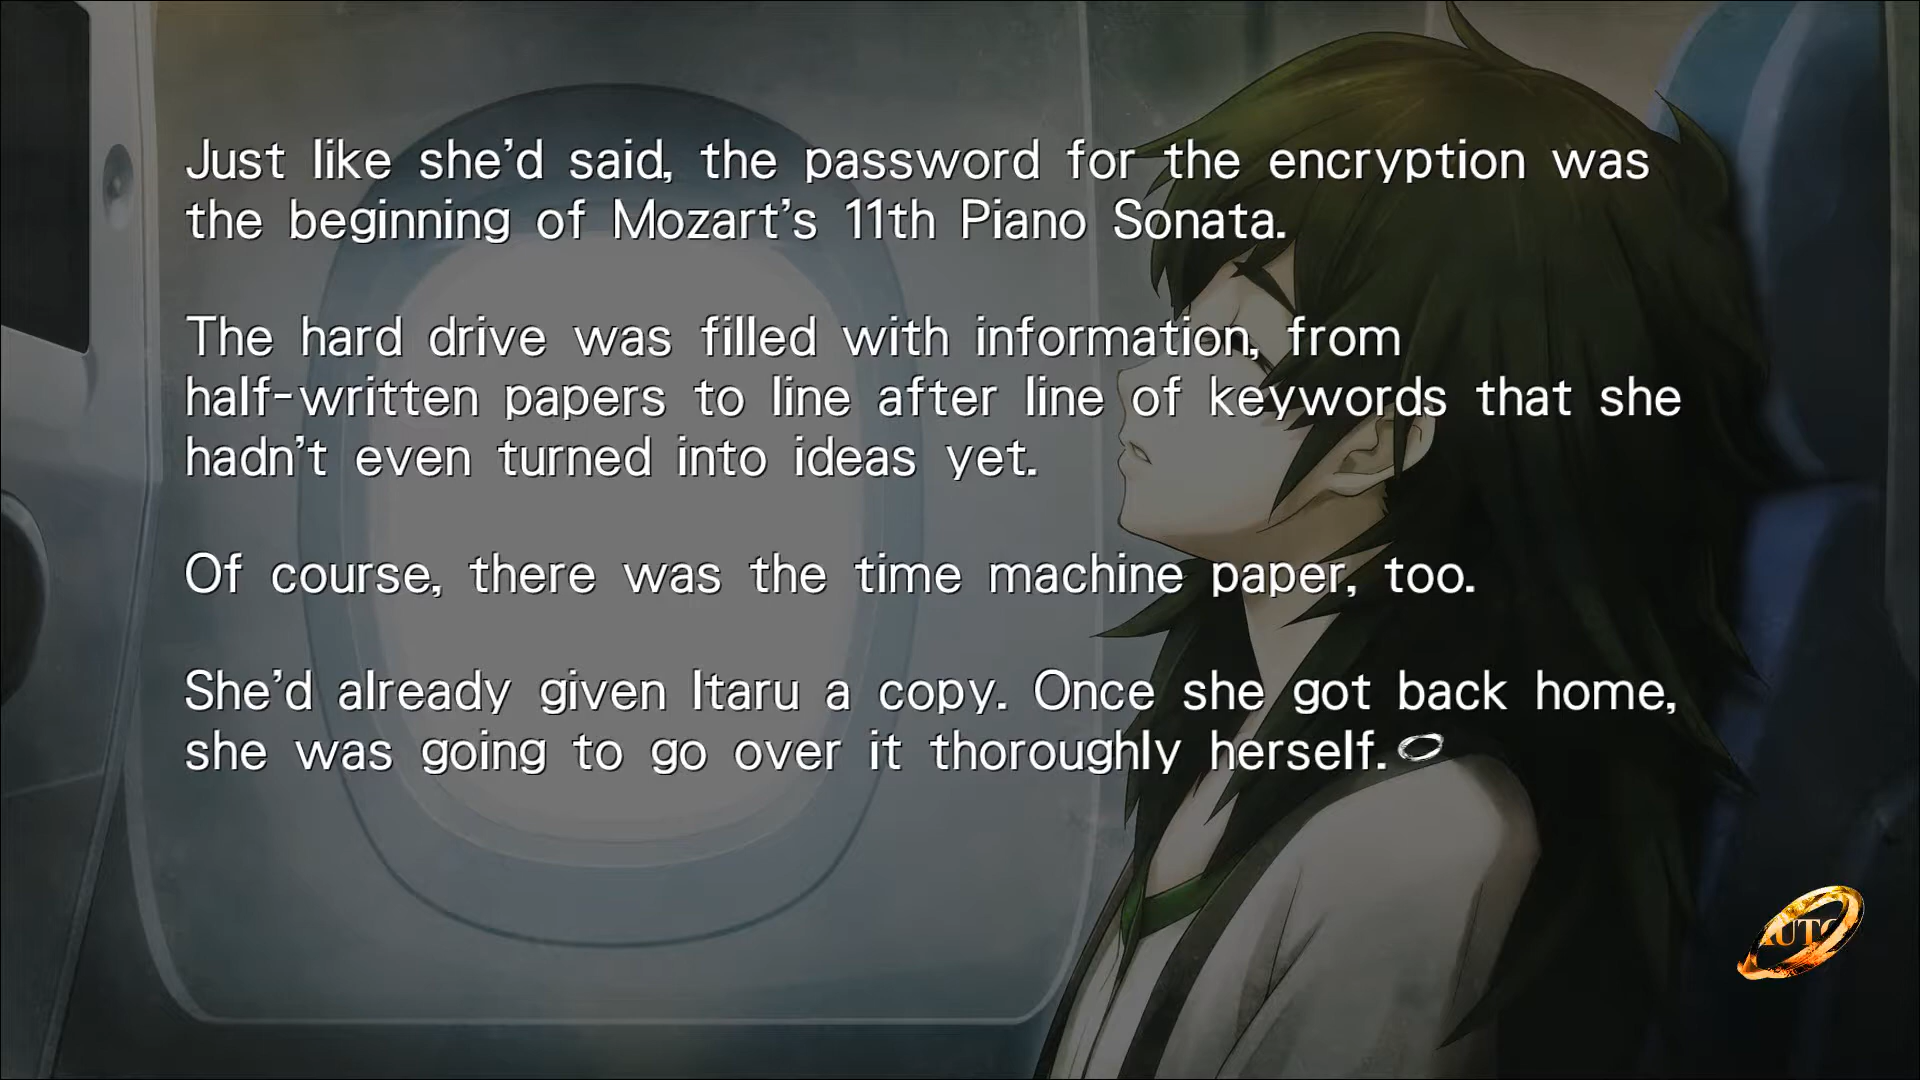 Just like she'd said, the password for the encryption was
the beginning of Mozart's 11th Piano Sonata.
The hard drive was filled with information, from
half-written papers to line after line of keywords that she
hadn't even turned into ideas yet.
Of course, there was the time machine paper, too.
She'd already given Itaru a copy. Once she got back home,
she was going to go over it thoroughly herself.
AUTO